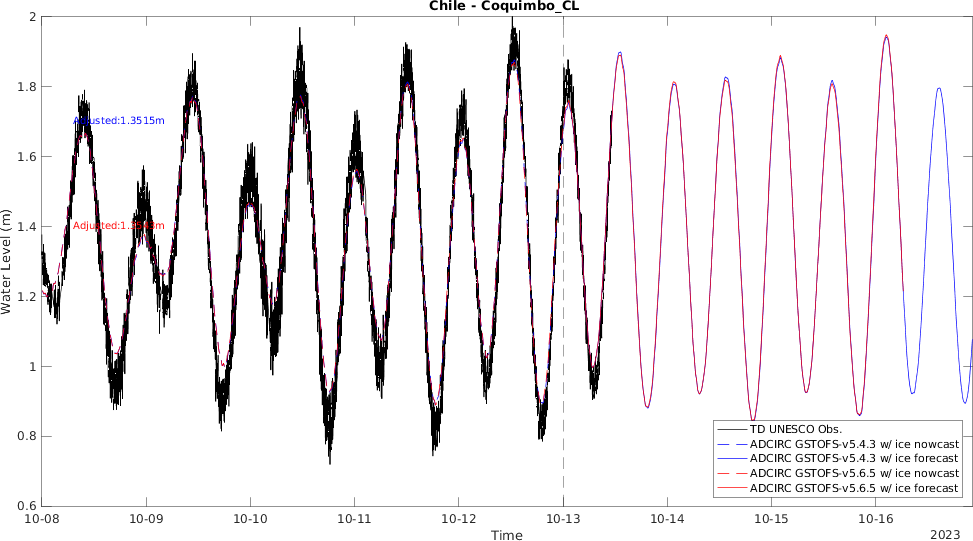 Chile - Coquimbo_CL
2
1.8
1.6
1.4
1.2
1
0.8
0.6
Water Level (m)
Adjusted:1.3515m
TD UNESCO Obs.
ADCIRC GSTOFS-v5.4.3 w/ ice nowcast
ADCIRC GSTOFS-v5.4.3 w/ ice forecast
ADCIRC GSTOFS-v5.6.5 w/ ice nowcast
ADCIRC GSTOFS-v5.6.5 w/ ice forecast
10-08 10-09 10-10 10-11 10-12 10-13 10-14 10-15 10-16
Time
2023